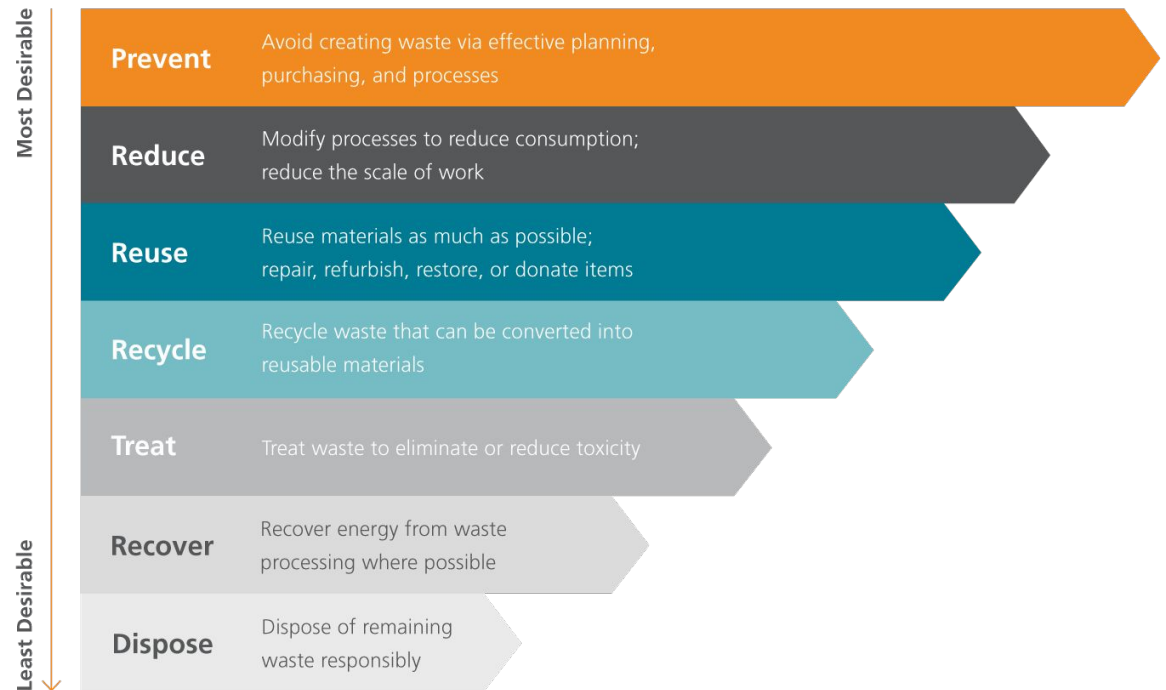 Most Desirable
Prevent
Avoid creating waste via effective planning,
purchasing, and processes
Reduce
Modify processes to reduce consumption;
reduce the scale of work
Reuse
Reuse materials as much as possible;
repair, refurbish, restore, or donate items
Recycle
Recycle waste that can be converted into
reusable materials
Treat
Treat waste to eliminate or reduce toxicity
Recover
Recover energy from waste
processing where possible
Least Desirable
Dispose
Dispose of remaining
waste responsibly